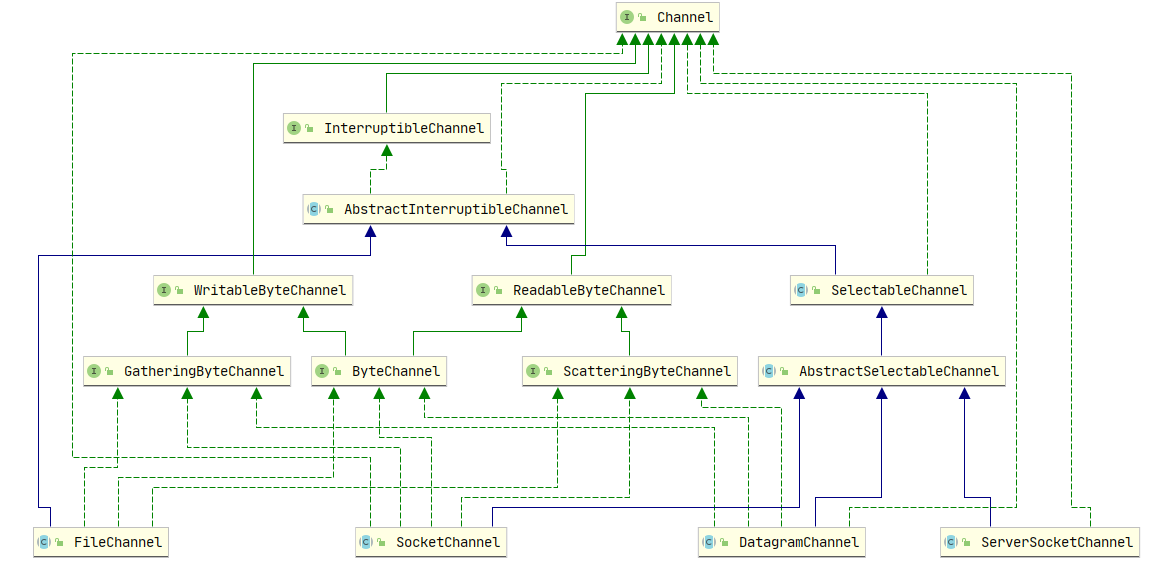 Channel
InterruptibleChannel
AbstractInterruptibleChannel
WritableByteChannel
ReadableByteChannel
SelectableChannel
GatheringByteChannel
ByteChannel
ScatteringByteChannel
AbstractSelectableChannel
FileChannel
SocketChannel
DatagramChannel
ServerSocketChannel